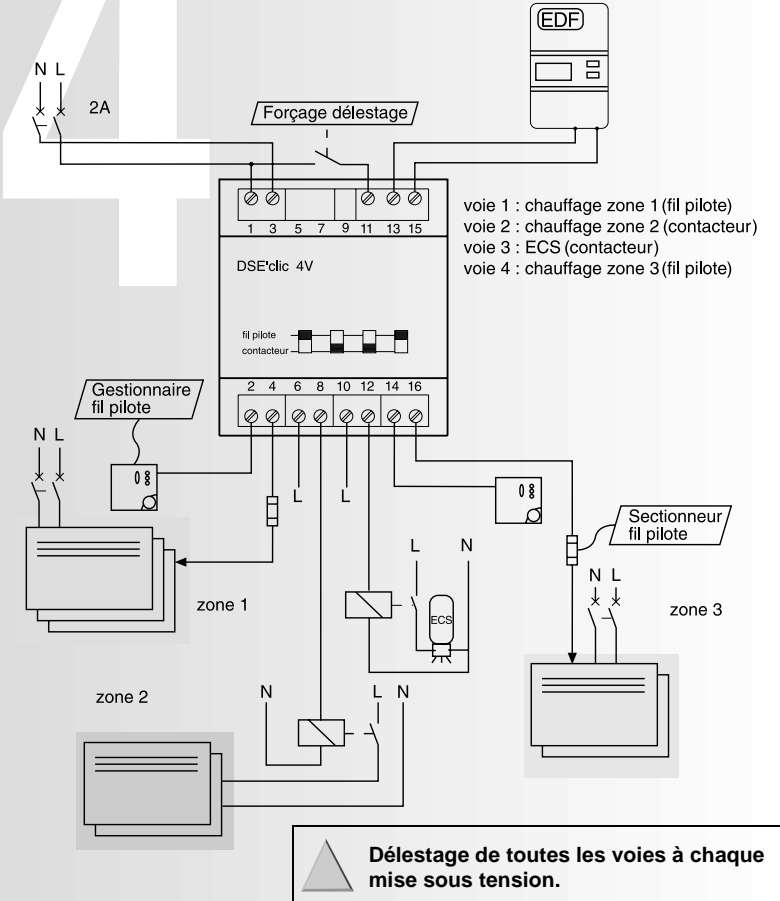 4
EDF
N L
2A
Forçage délestage
voie 1 : chauffage zone 1 (fil pilote)
voie 2 : chauffage zone 2 (contacteur)
voie 3 : ECS (contacteur)
voie 4 : chauffage zone 3 (fil pilote)
1 3 5 7 9 11 13 15
DSE'clic 4V
fil pilote
contacteur
2 4 6 8 10 12 14 16
Gestionnaire
fil pilote
N L
L
L
Sectionneur
fil pilote
L N
N L
zone 1
ECS
zone 3
zone 2
N
L N
Délestage de toutes les voies à chaque
mise sous tension.